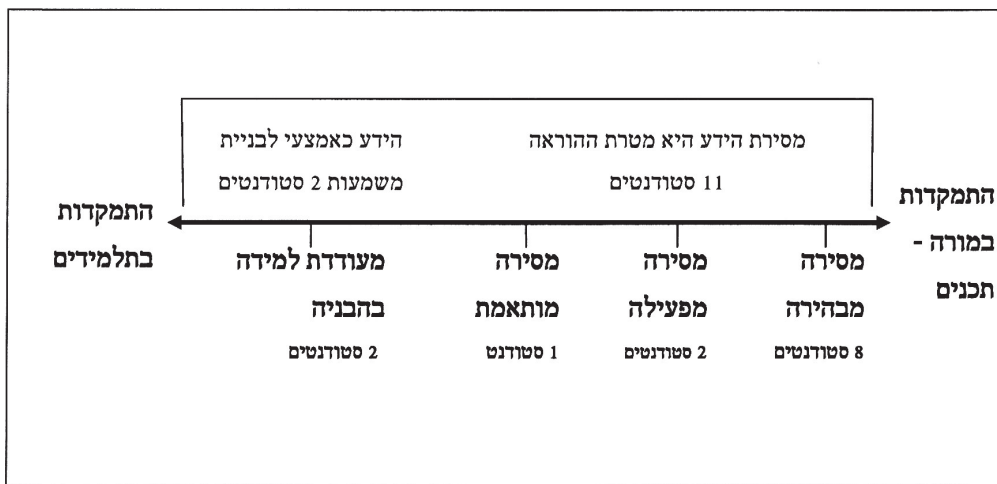 מסירת הידע היא מטרת ההוראה
11 סטודנטים
הידע כאמצעי לבניית
משמעות 2 סטודנטים
התמקדות
במורה -
תכנים
מסירה
מבהירה
8 סטודנטים
מסירה
מפעילה
2 סטודנטים
מסירה
מותאמת
1 סטודנט
מעודדת למידה
בהבניה
2 סטודנטים
התמקדות
בתלמידים